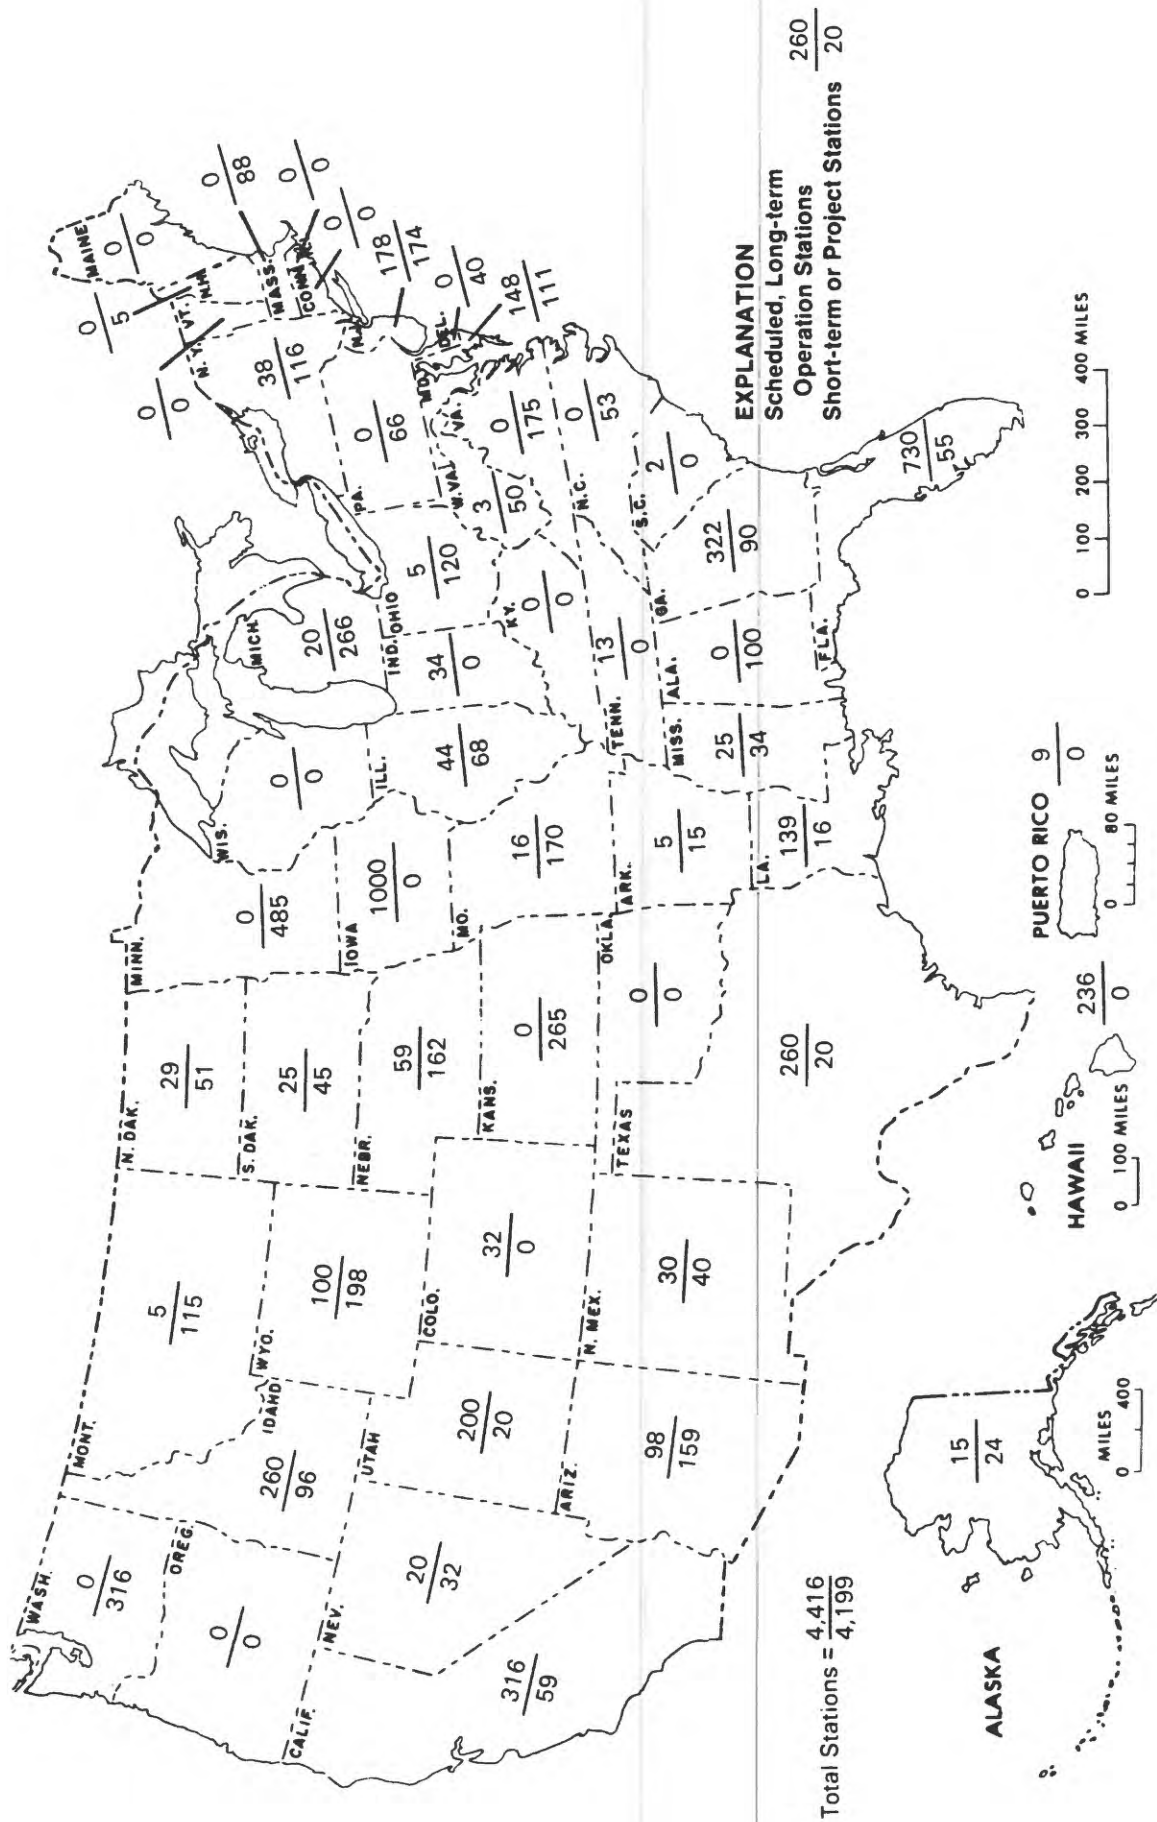 MAINE
0
0
0
5
VT.
N.H.
0
0
N.Y.
38
116
MASS.
0
88
CONN.
R.I.
0
0
0
0
N.J.
178
174
DEL.
0
40
MD.
148
111
PA.
0
66
W.VA.
3
50
VA.
0
175
N.C.
0
53
S.C.
2
0
GA.
322
90
FLA.
730
55
ALA.
0
100
MISS.
25
34
TENN.
13
0
KY.
0
0
OHIO
5
120
IND.
34
0
MICH.
20
266
ILL.
44
68
WIS.
0
0
MINN.
0
485
IOWA
1000
0
MO.
16
170
ARK.
5
15
LA.
139
16
N. DAK.
29
51
S. DAK.
25
45
NEBR.
59
162
KANS.
0
265
OKLA.
0
0
TEXAS
260
20
MONT.
5
115
WYO.
100
198
COLO.
32
0
N. MEX.
30
40
IDAHO
260
96
UTAH
200
20
ARIZ.
98
159
WASH.
0
316
OREG.
0
0
NEV.
20
32
CALIF.
316
59
EXPLANATION
Scheduled, Long-term
Operation Stations
260
20
Short-term or Project Stations
0 100 200 300 400 MILES
Total Stations = 4,416
4,199
ALASKA
15
24
0 400
MILES
HAWAII
236
0
0 100 MILES
PUERTO RICO 9
0
0 80 MILES